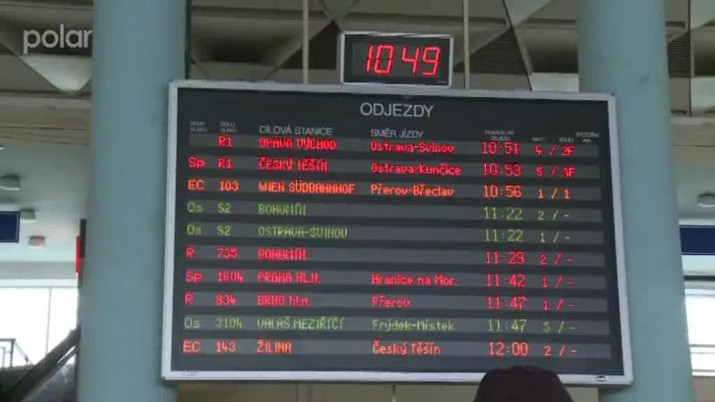 polar
10:49
ODJEZDY
CÍLOVÁ STANICE SMĚR JÍZDY
R1 OPAVA VÝCHOD Ostrava-Svinov 10:51 4 / 2F
Sp R1 ČESKÝ TĚŠÍN Ostrava-Kunčice 10:53 5 / 3F
EC 103 WIEN SÜDBAHNHOF Přerov-Břeclav 10:56 1 / 1
Os S2 BOHUMÍN 11:22 2 / -
Os S2 OSTRAVA-SVINOV 11:22 1 / -
R 735 BOHUMÍN 11:29 2 / -
Sp 1604 PRAHA HL.N. Hranice na Mor. 11:42 1 / -
R 834 BRNO hl.n. Přerov 11:47 1 / -
Os 3104 VALAŠ.MEZIŘÍČÍ Frýdek-Místek 11:47 5 / -
EC 143 ŽILINA Český Těšín 12:00 2 / -